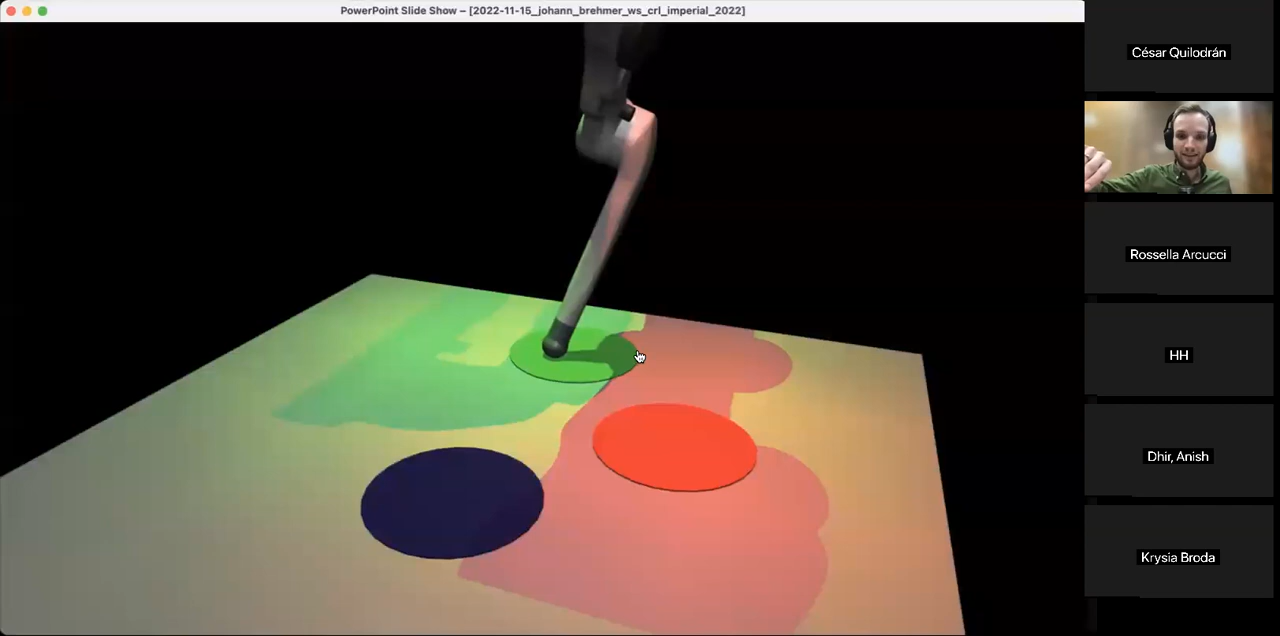 PowerPoint Slide Show – [2022-11-15_johann_brehmer_ws_crl_imperial_2022]
César Quilodrán
Rossella Arcucci
HH
Dhir, Anish
Krysia Broda